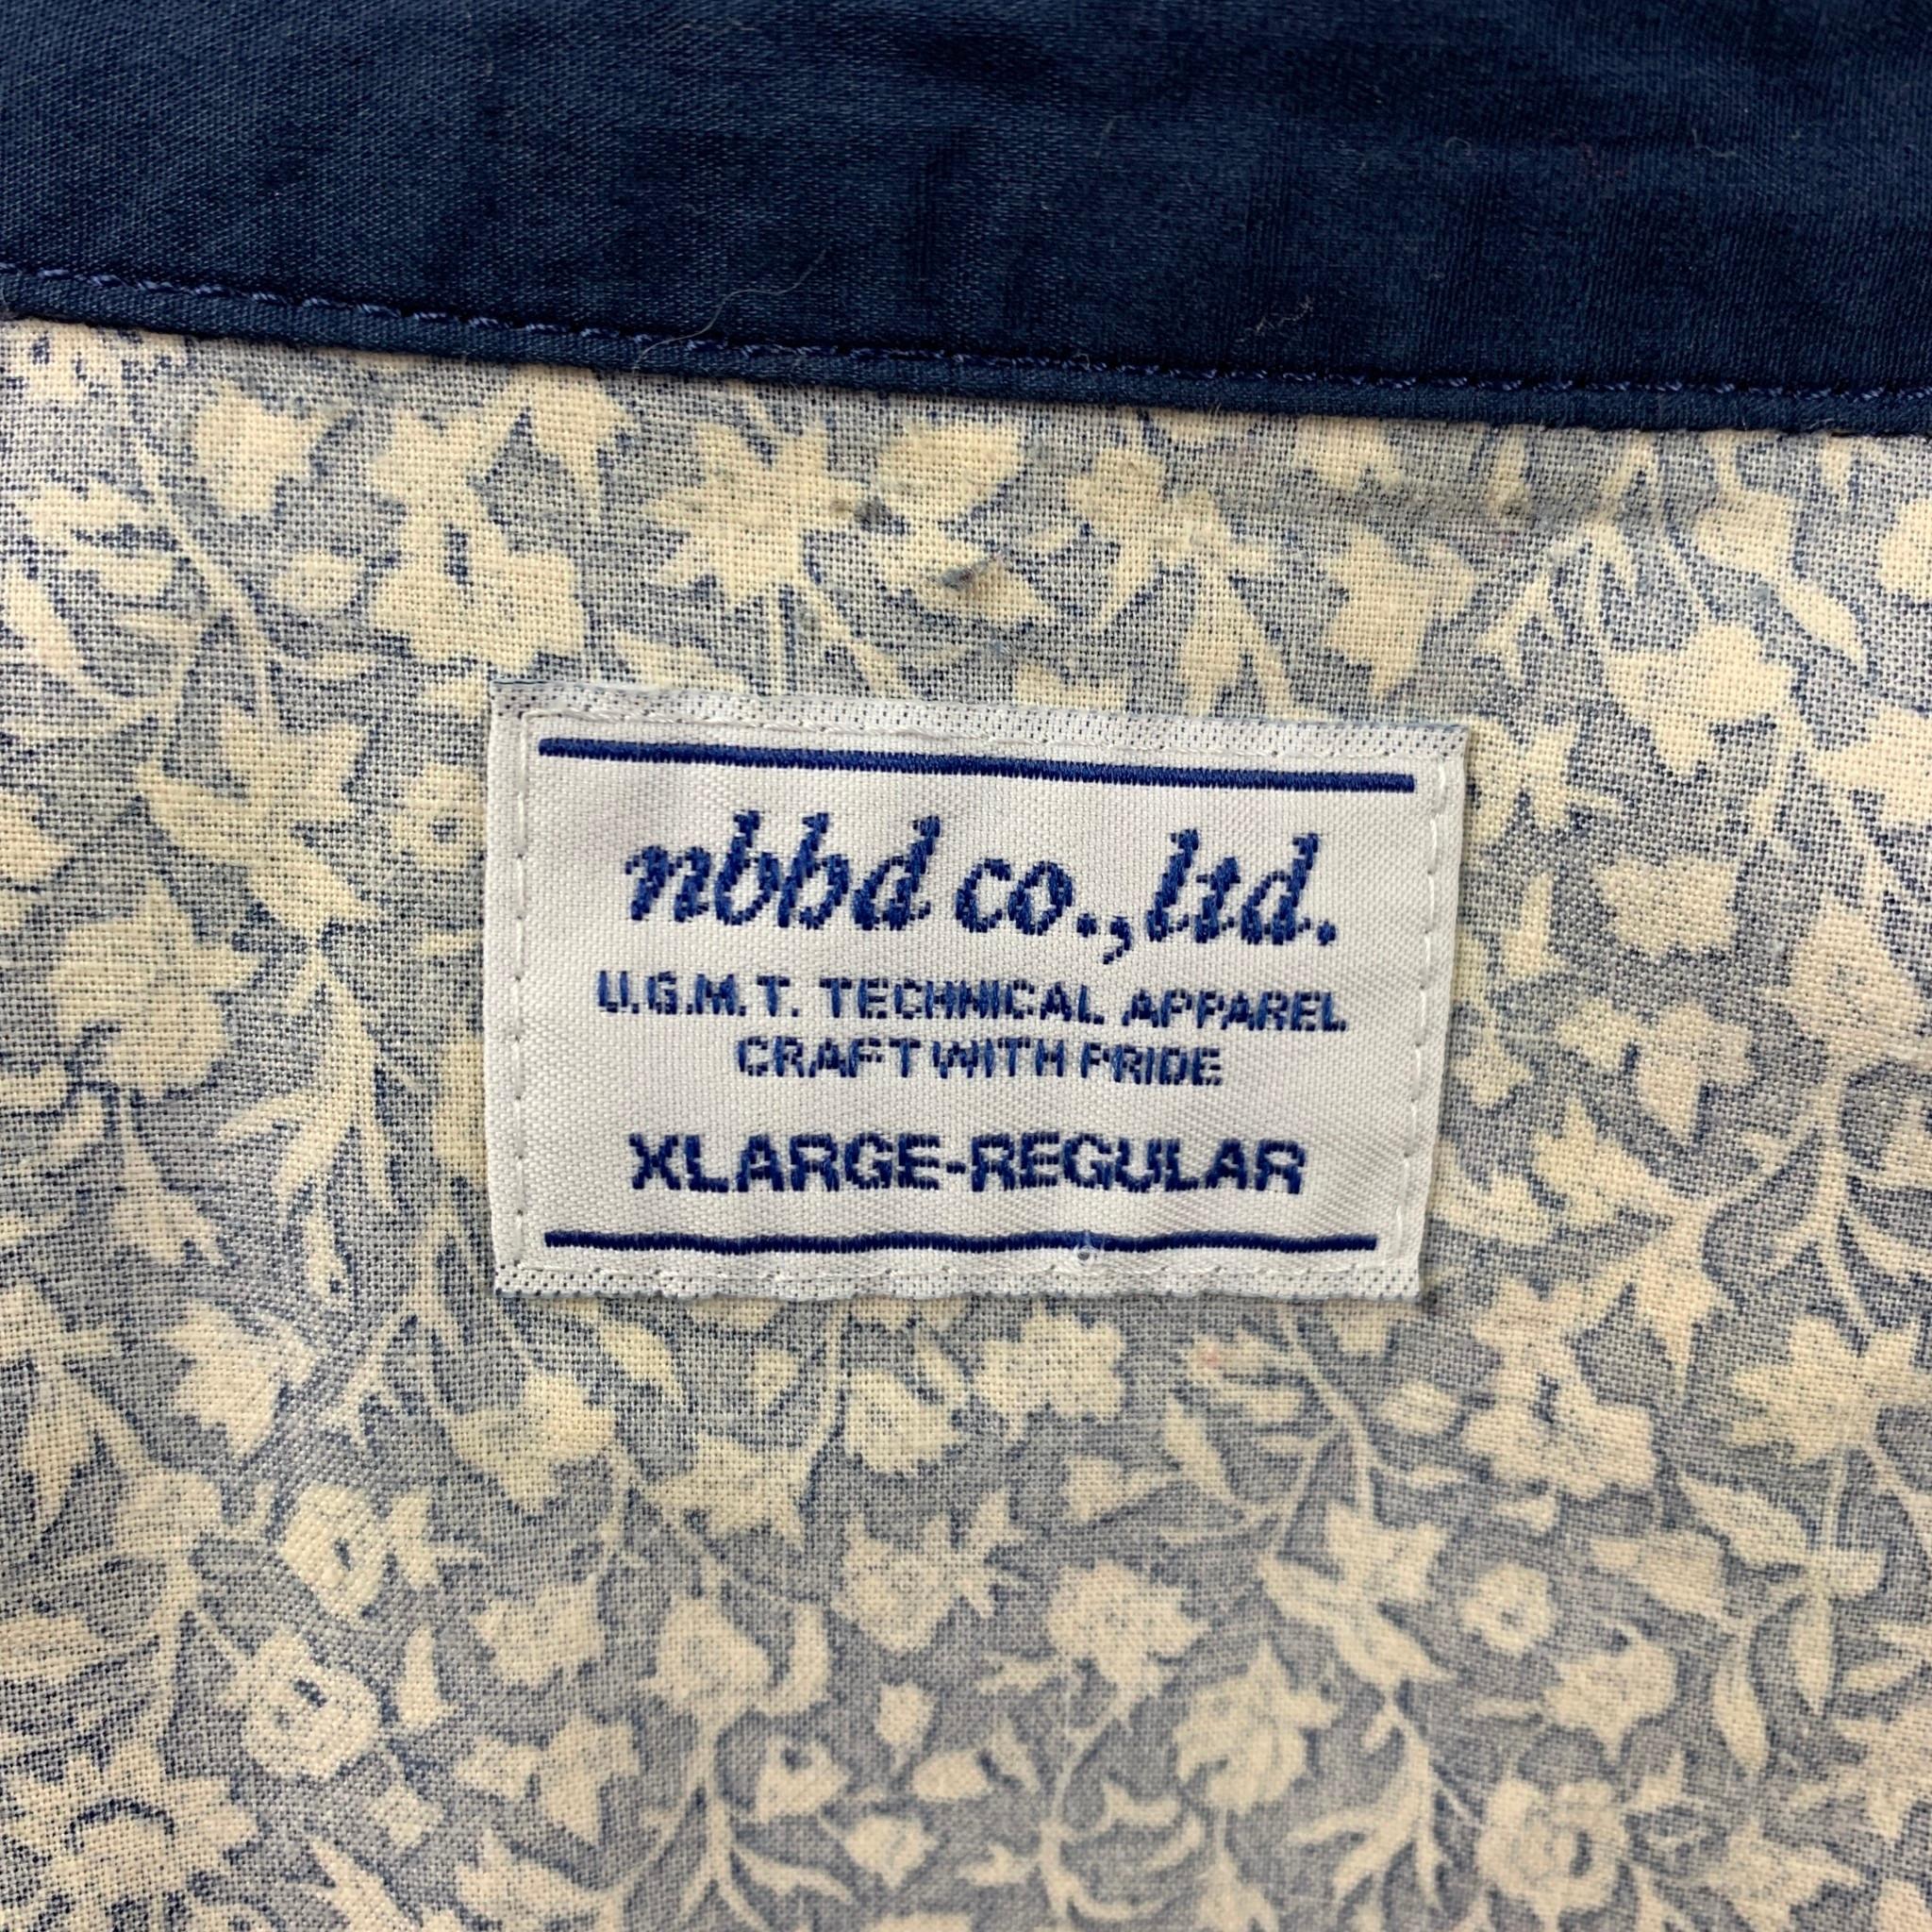 nbbd co., ltd.
U.G.M.T. TECHNICAL APPAREL
CRAFT WITH PRIDE
XLARGE-REGULAR